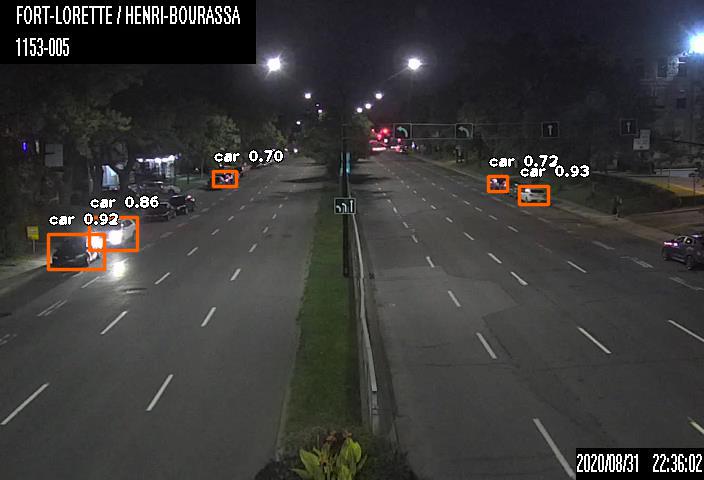 FORT-LORETTE / HENRI-BOURASSA
1153-005
car 0.70
car 0.72
car 0.93
car 0.86
car 0.92
2020/08/31 22:36:02